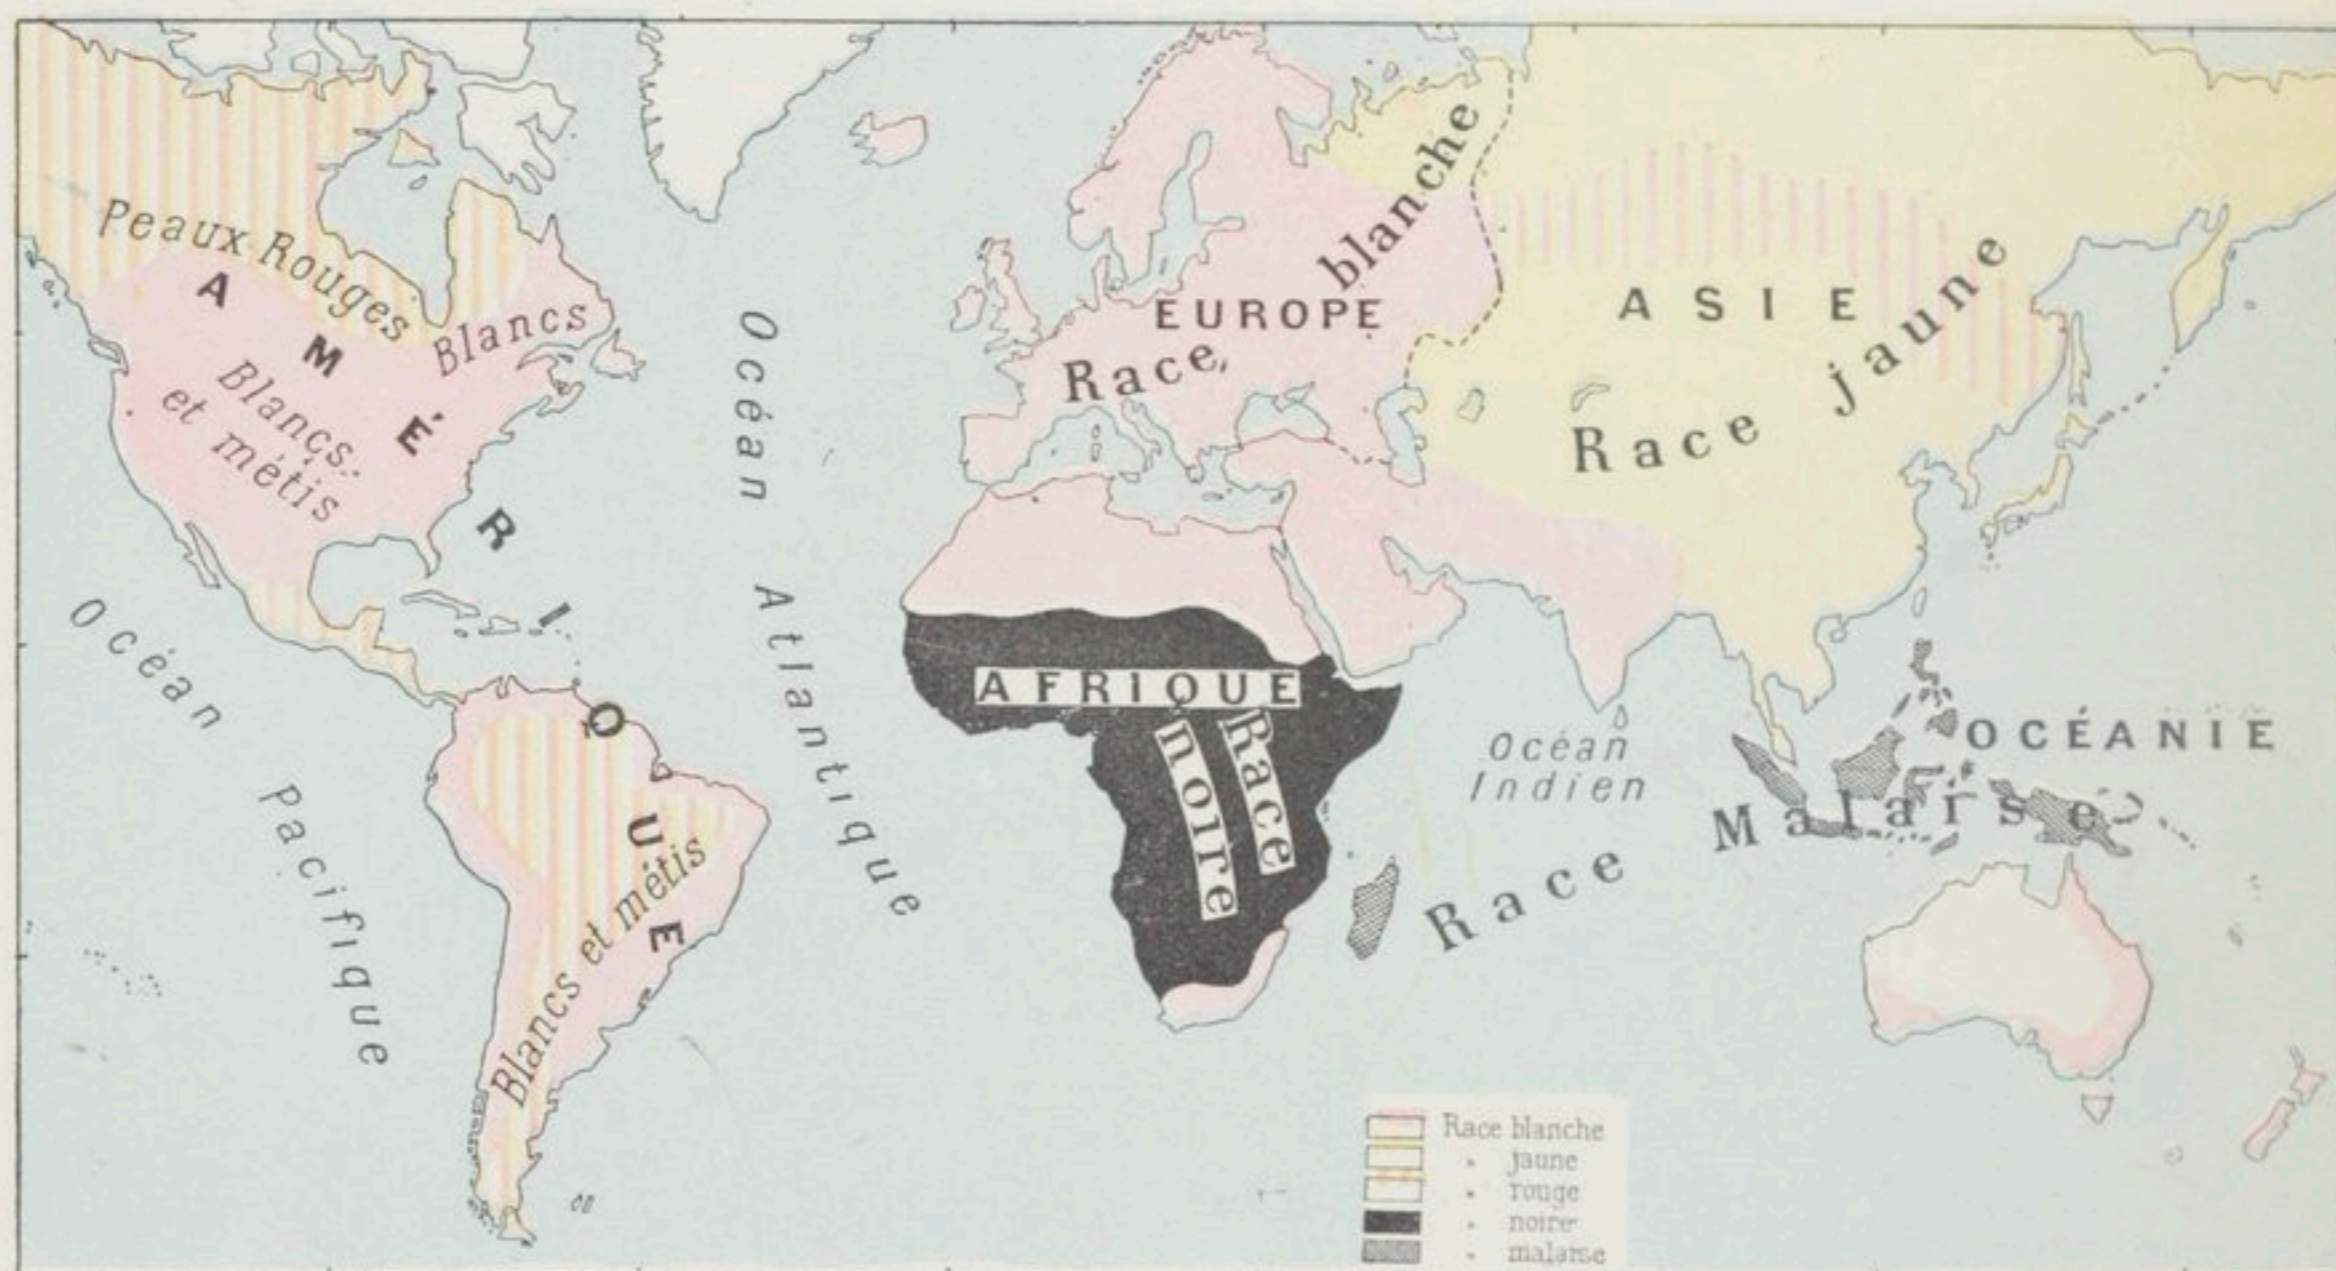 Peaux Rouges
AMÉRIQUE
Blancs
Blancs
et métis
Océan Pacifique
Blancs et métis
Océan Atlantique
EUROPE
Race blanche
ASIE
Race jaune
AFRIQUE
Race
noire
Océan
Indien
OCÉANIE
Race Malaise
Race blanche
" jaune
" rouge
" noire
" malaise